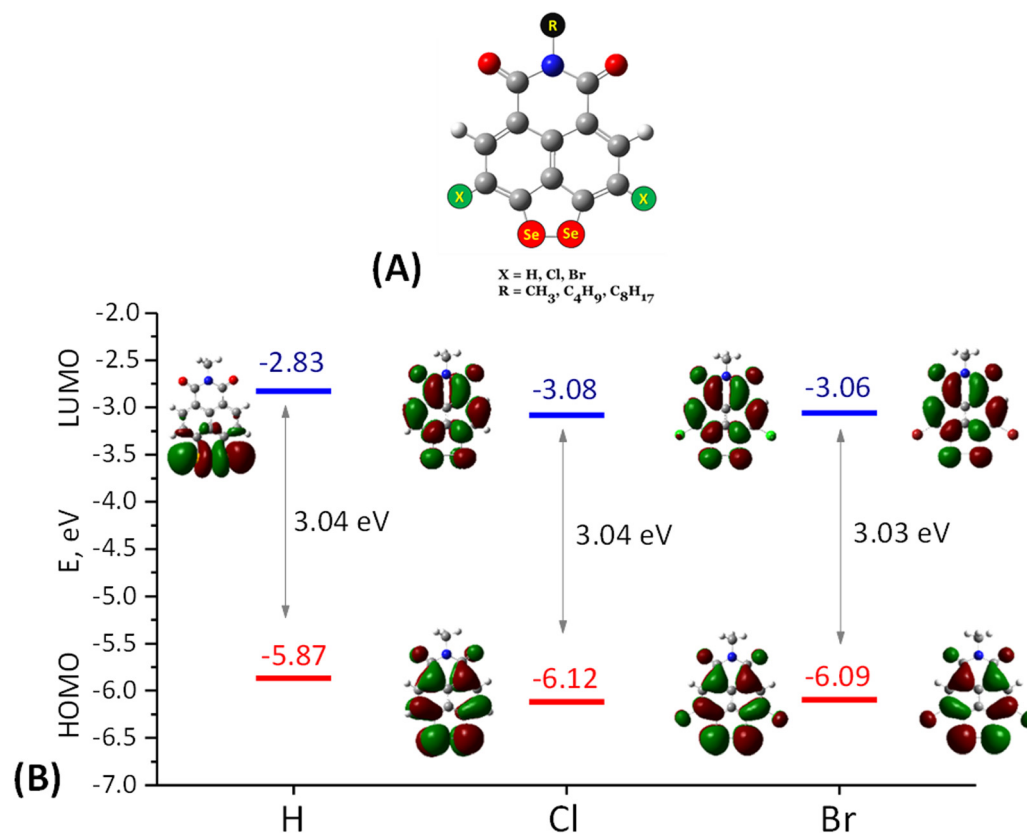 R
X
X
Se
Se
(A)
X = H, Cl, Br
R = CH₃, C₄H₉, C₈H₁₇
-2.0
-2.5
-3.0
-3.5
-4.0
-4.5
-5.0
-5.5
-6.0
-6.5
-7.0
LUMO
E, eV
HOMO
-2.83
-3.08
-3.06
3.04 eV
3.04 eV
3.03 eV
-5.87
-6.12
-6.09
(B)
H
Cl
Br